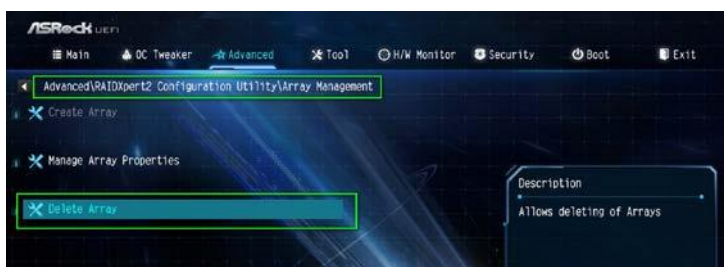 ASRock UEFI
Main OC Tweaker Advanced Tool H/W Monitor Security Boot Exit
Advanced\RAIDXpert2 Configuration Utility\Array Management
Create Array
Manage Array Properties
Delete Array
Description
Allows deleting of Arrays